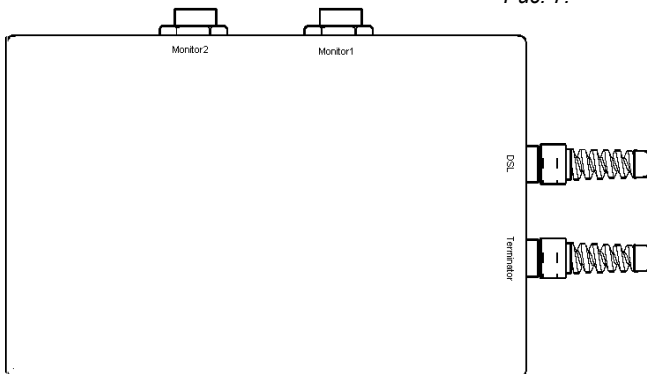 Рис. 7.
Monitor2
Monitor1
DSL
Terminator